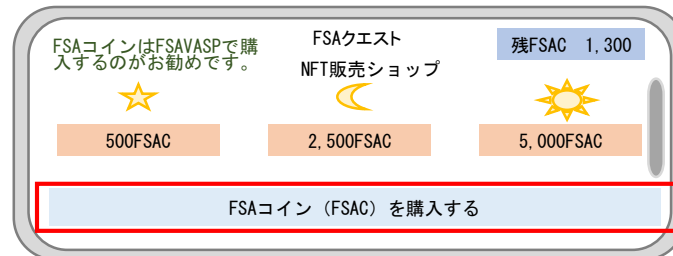 FSAコインはFSAVASPで購
入するのがお勧めです。
FSAクエスト
NFT販売ショップ
残FSAC 1,300
500FSAC
2,500FSAC
5,000FSAC
FSAコイン（FSAC）を購入する